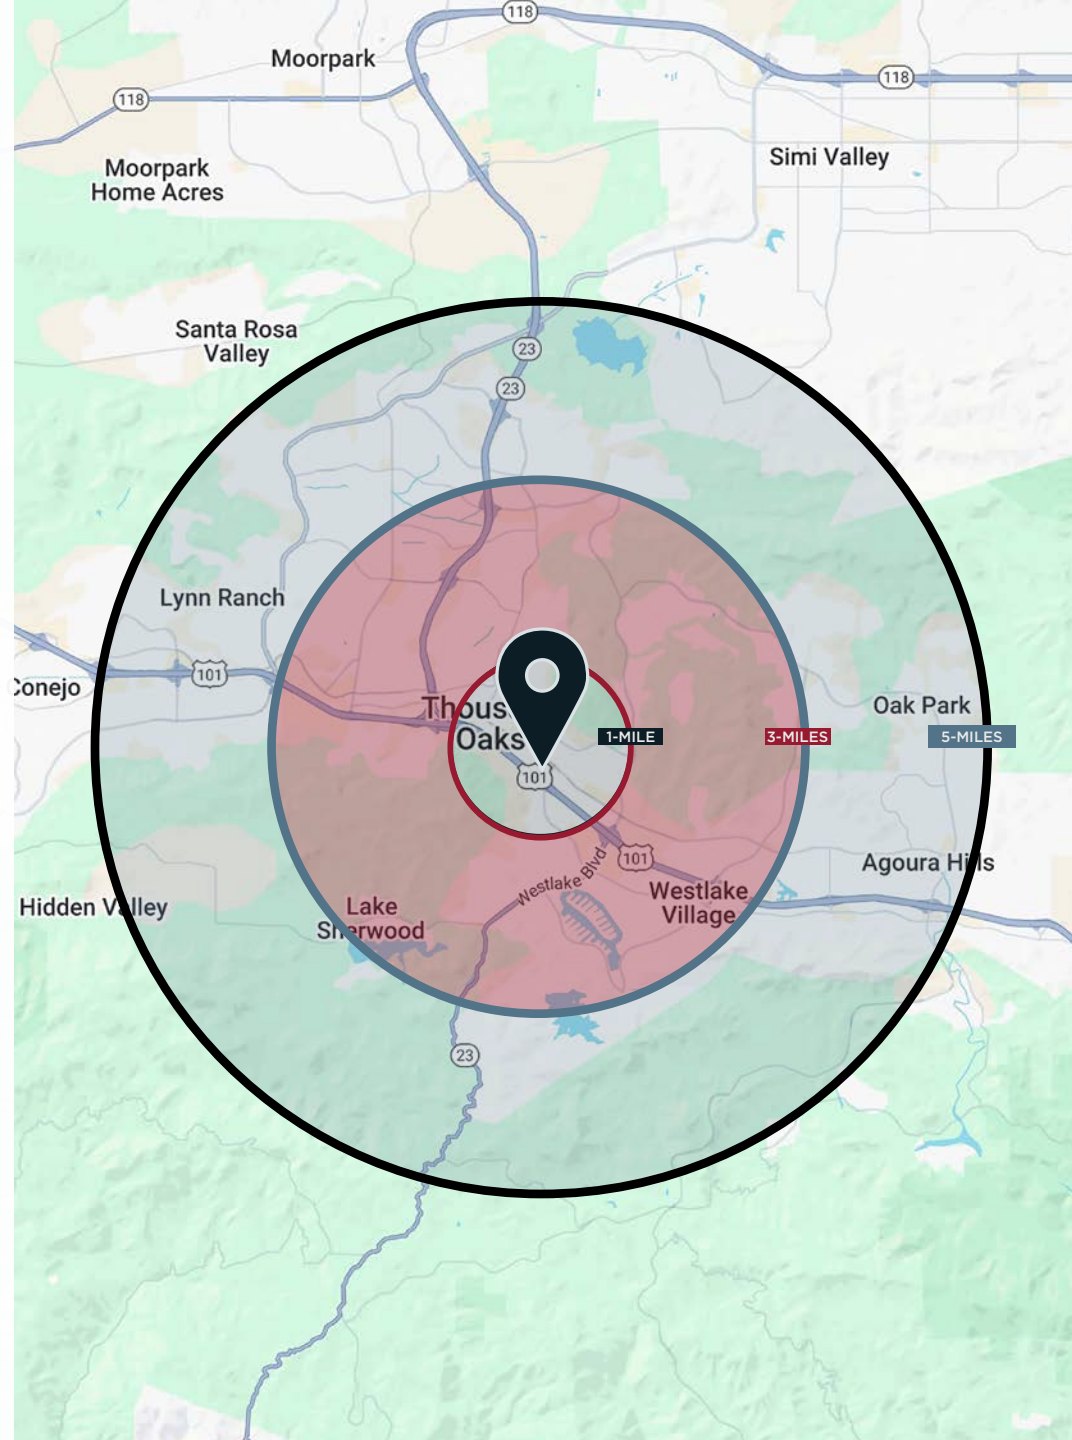 118
Moorpark
118
118
Simi Valley
Moorpark
Home Acres
Santa Rosa
Valley
23
23
Lynn Ranch
101
Conejo
Thous
Oaks
Oak Park
1-MILE
3-MILES
5-MILES
101
101
Westlake Blvd
Agoura Hills
Westlake
Village
Hidden Valley
Lake
Sherwood
23